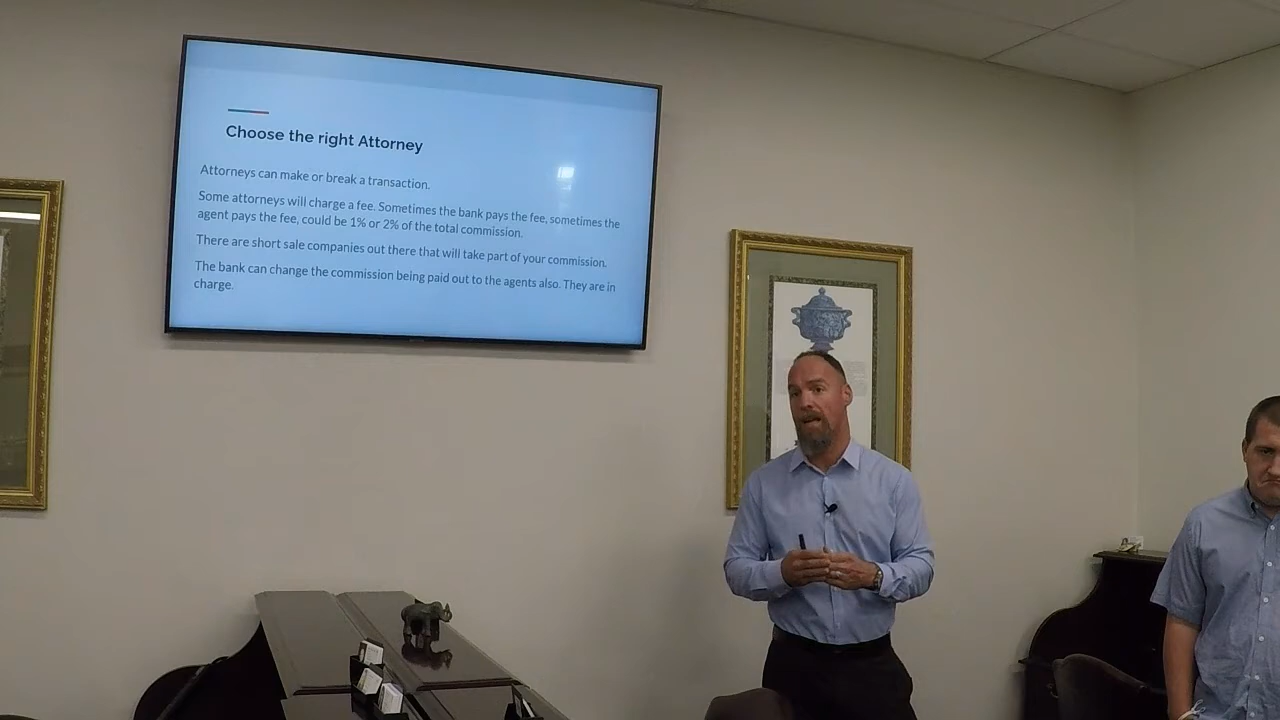 Choose the right Attorney
Attorneys can make or break a transaction.
Some attorneys will charge a fee. Sometimes the bank pays the fee, sometimes the
agent pays the fee, could be 1% or 2% of the total commission.
There are short sale companies out there that will take part of your commission.
The bank can change the commission being paid out to the agents also. They are in
charge.